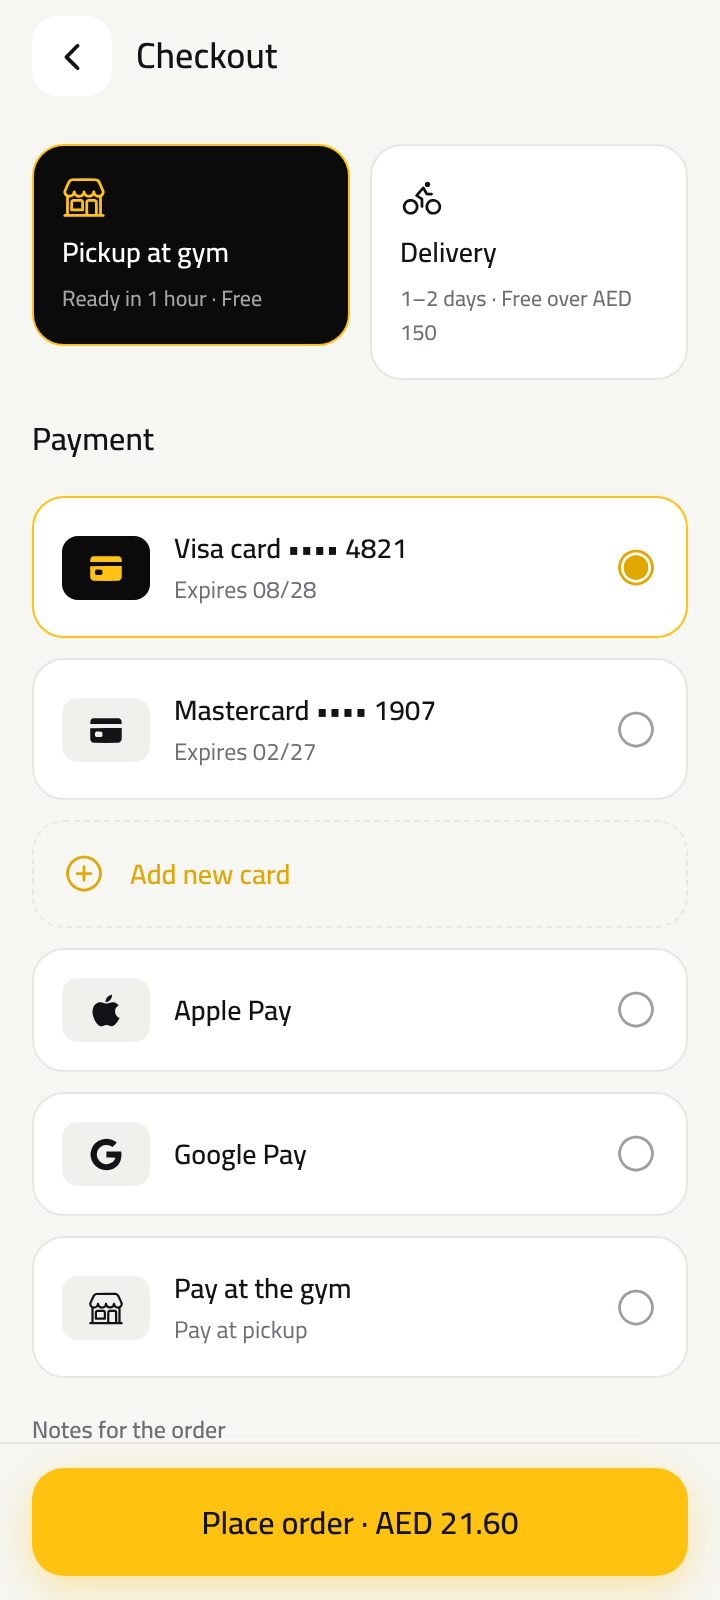 Checkout
Pickup at gym
Ready in 1 hour · Free
Delivery
1–2 days · Free over AED
150
Payment
Visa card ▪▪▪▪ 4821
Expires 08/28
Mastercard ▪▪▪▪ 1907
Expires 02/27
Add new card
Apple Pay
Google Pay
Pay at the gym
Pay at pickup
Notes for the order
Place order · AED 21.60